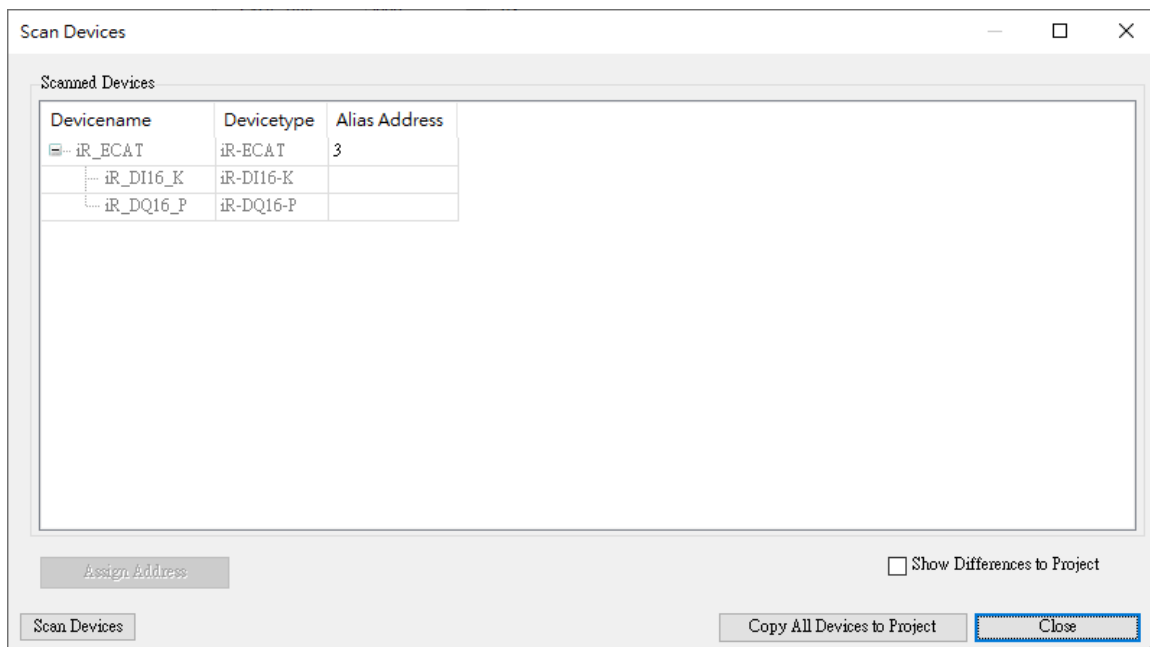 Scan Devices
Scanned Devices
Devicename Devicetype Alias Address
iR_ECAT iR-ECAT 3
iR_DI16_K iR-DI16-K
iR_DQ16_P iR-DQ16-P
Assign Address
Show Differences to Project
Scan Devices Copy All Devices to Project Close